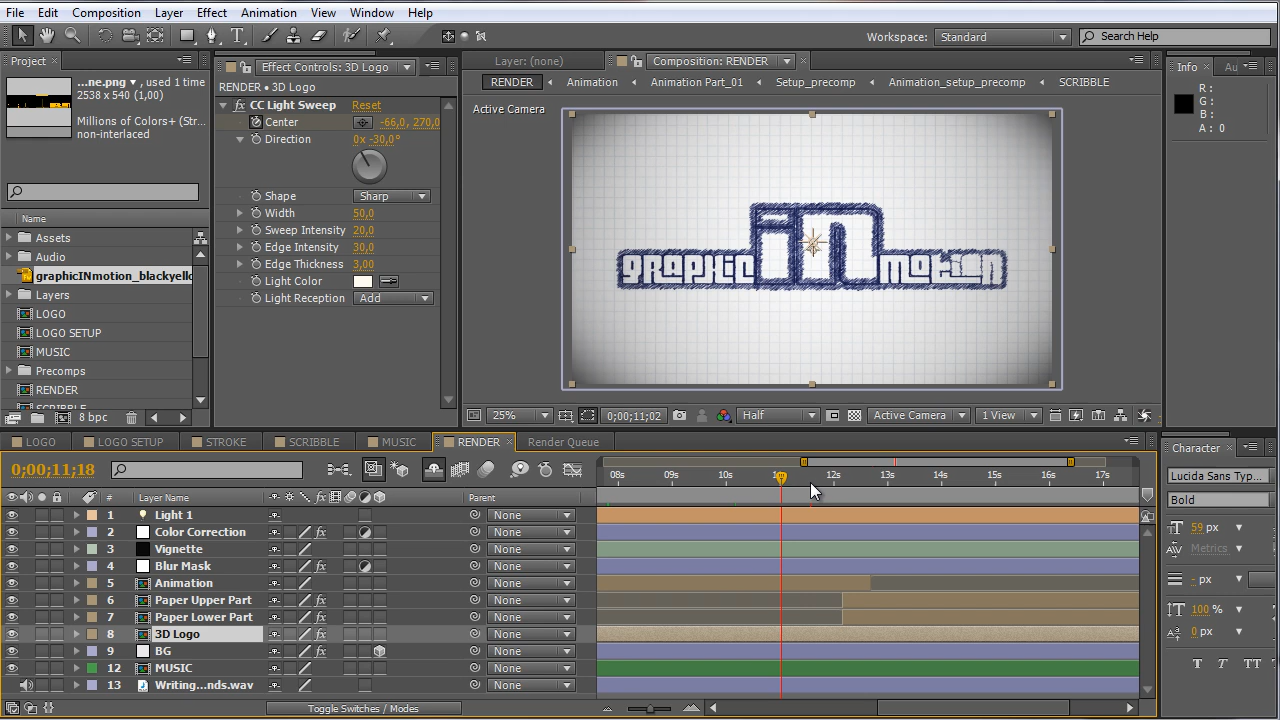 File Edit Composition Layer Effect Animation View Window Help
Workspace: Standard Search Help
Project
...ne.png ▾, used 1 time
2538 x 540 (1,00)
Millions of Colors+ (Str...
non-interlaced
Name
Assets
Audio
graphicINmotion_blackyello
Layers
LOGO
LOGO SETUP
MUSIC
Precomps
RENDER
SCRIBBLE
8 bpc
Effect Controls: 3D Logo
RENDER • 3D Logo
fx CC Light Sweep Reset
Center -66,0, 270,0
Direction 0x -30,0°
Shape Sharp
Width 50,0
Sweep Intensity 20,0
Edge Intensity 30,0
Edge Thickness 3,00
Light Color
Light Reception Add
Layer: (none) Composition: RENDER
RENDER Animation Animation Part_01 Setup_precomp Animation_setup_precomp SCRIBBLE
Active Camera
GRAPHIC in MOTION
25% 0;00;11;02 Half Active Camera 1 View
Info Au
R :
G :
B :
A : 0
LOGO LOGO SETUP STROKE SCRIBBLE MUSIC RENDER Render Queue
0;00;11;18
08s 09s 10s 12s 13s 14s 15s 16s 17s
# Layer Name fx Parent
1 Light 1 None
2 Color Correction fx None
3 Vignette None
4 Blur Mask fx None
5 Animation None
6 Paper Upper Part fx None
7 Paper Lower Part fx None
8 3D Logo fx None
9 BG fx None
12 MUSIC None
13 Writing...nds.wav None
Toggle Switches / Modes
Character
Lucida Sans Typ...
Bold
59 px
Metrics
- px
100 %
0 px
T T TT